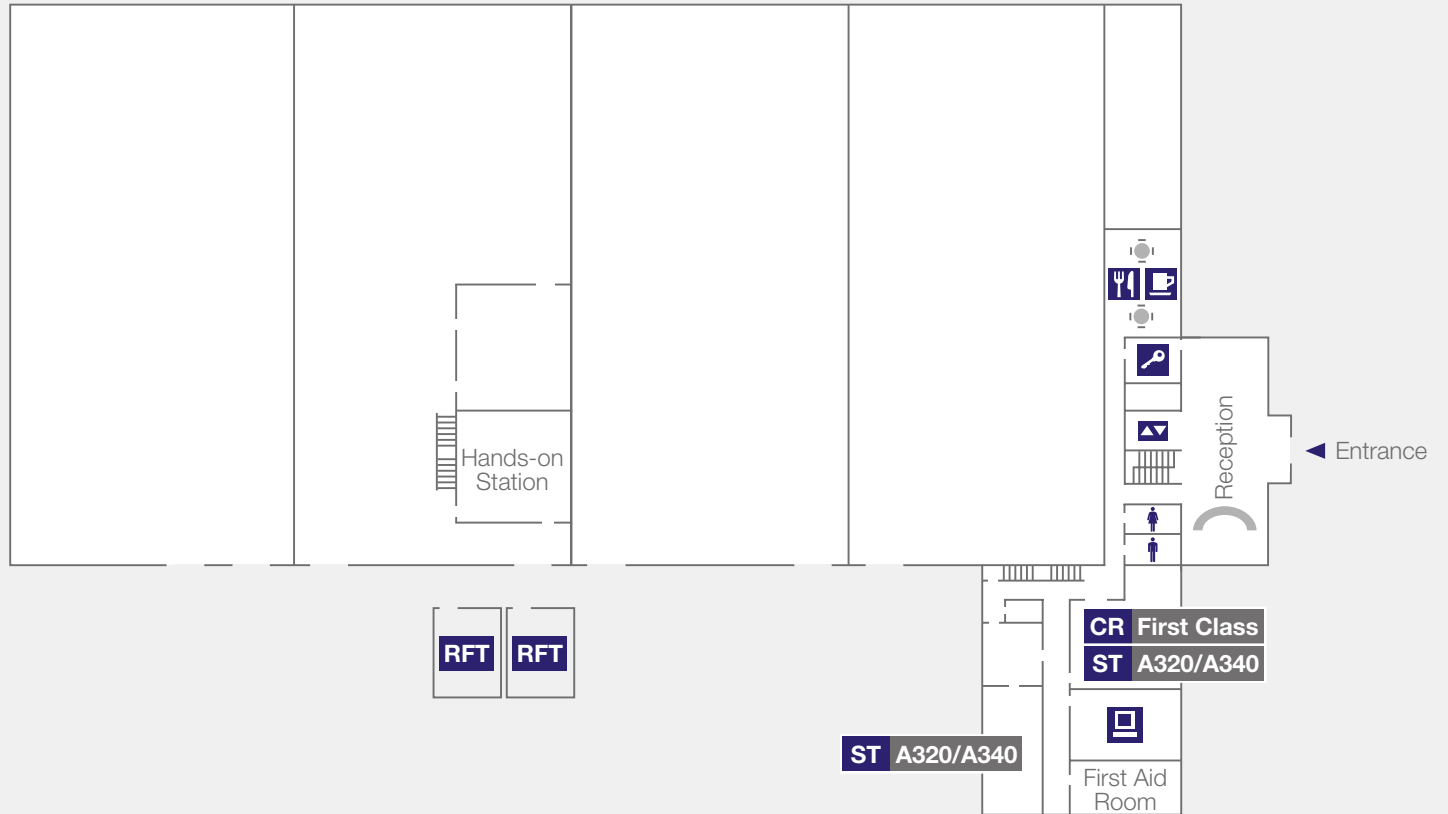 Reception
Entrance
Hands-on
Station
CR First Class
ST A320/A340
RFT RFT
ST A320/A340
First Aid
Room